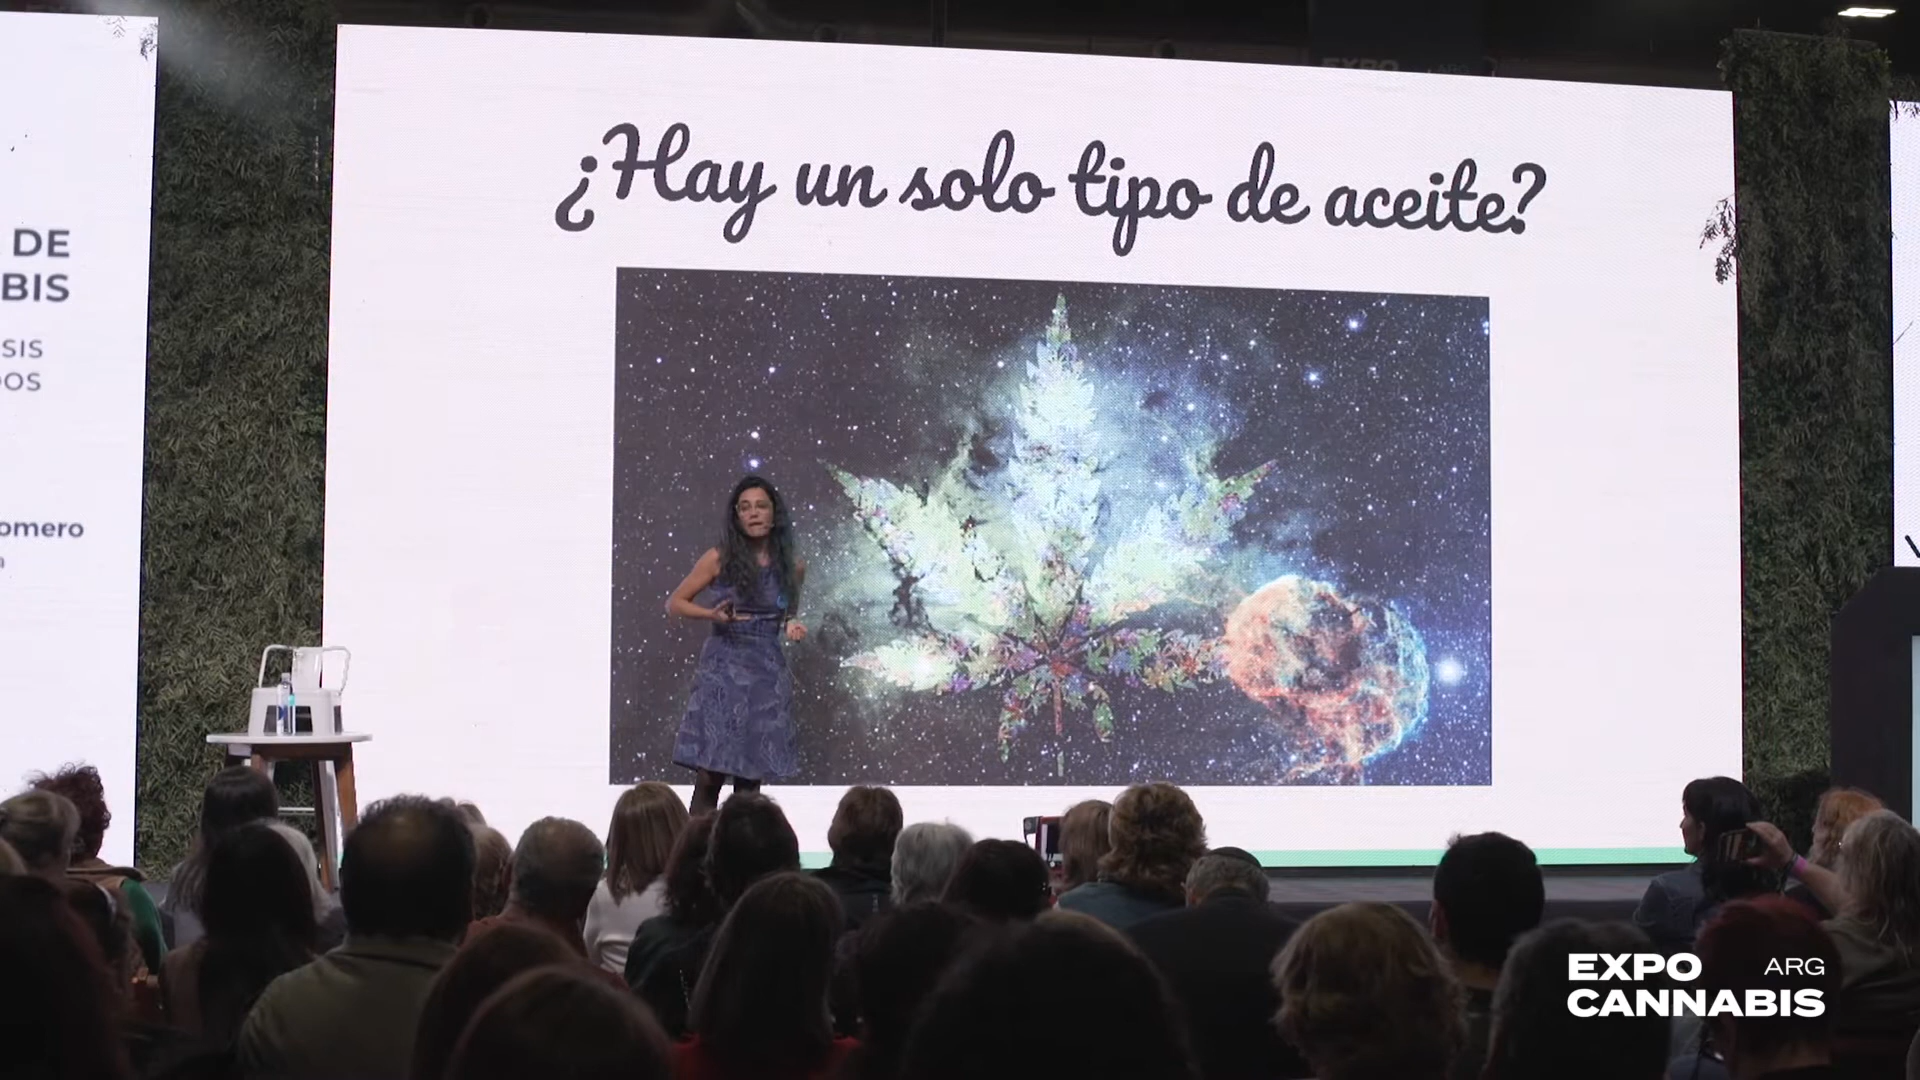 ¿Hay un solo tipo de aceite?
DE
BIS
SIS
DOS
omero
EXPO ARG
CANNABIS